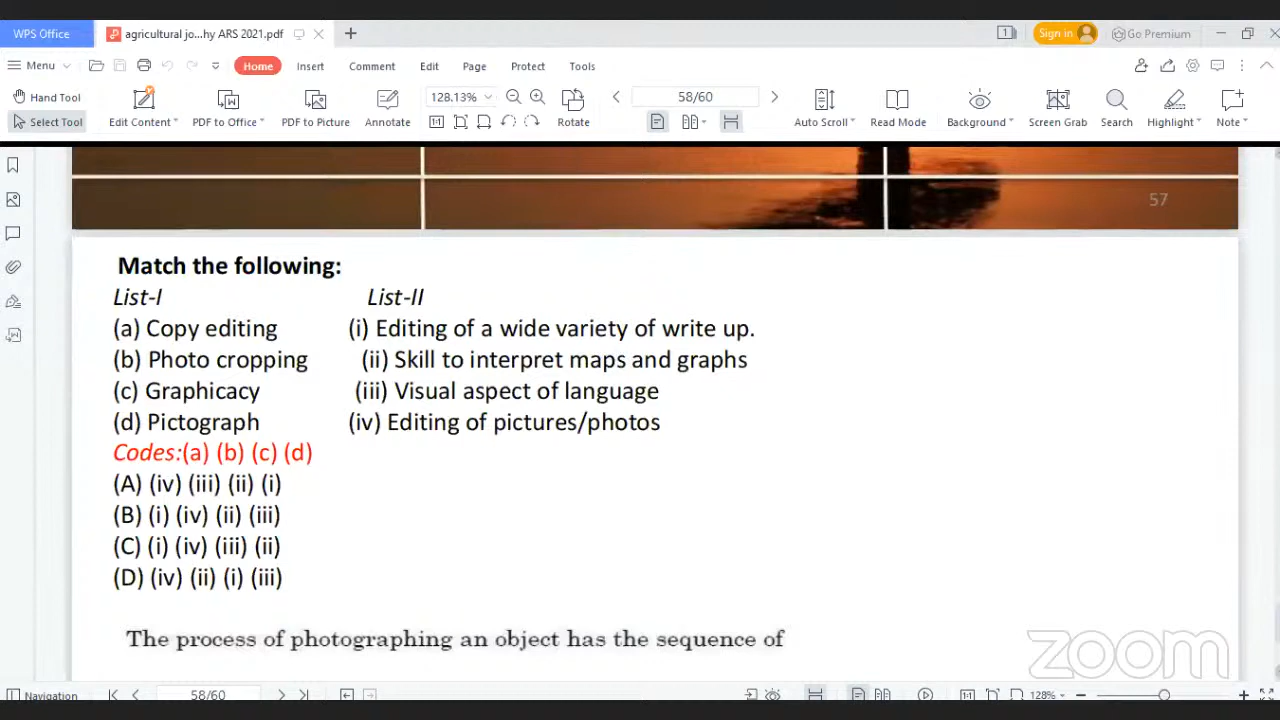 WPS Office
agricultural jo...hy ARS 2021.pdf
1
Sign in
Go Premium
Menu
Home
Insert
Comment
Edit
Page
Protect
Tools
Hand Tool
Select Tool
Edit Content
PDF to Office
PDF to Picture
Annotate
128.13%
Rotate
58/60
Auto Scroll
Read Mode
Background
Screen Grab
Search
Highlight
Note
57
Match the following:
List-I List-II
(a) Copy editing (i) Editing of a wide variety of write up.
(b) Photo cropping (ii) Skill to interpret maps and graphs
(c) Graphicacy (iii) Visual aspect of language
(d) Pictograph (iv) Editing of pictures/photos
Codes:(a) (b) (c) (d)
(A) (iv) (iii) (ii) (i)
(B) (i) (iv) (ii) (iii)
(C) (i) (iv) (iii) (ii)
(D) (iv) (ii) (i) (iii)
The process of photographing an object has the sequence of
zoom
Navigation
58/60
128%